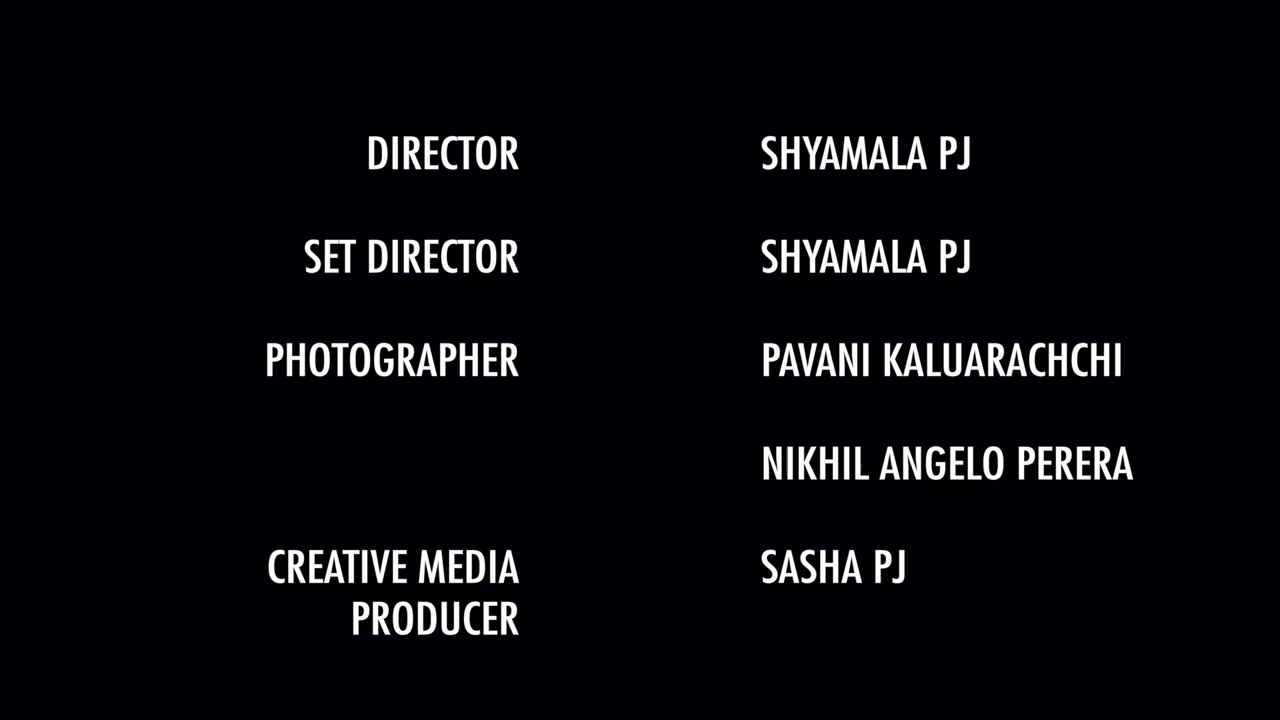 DIRECTOR SHYAMALA PJ
SET DIRECTOR SHYAMALA PJ
PHOTOGRAPHER PAVANI KALUARACHCHI
NIKHIL ANGELO PERERA
CREATIVE MEDIA SASHA PJ
PRODUCER